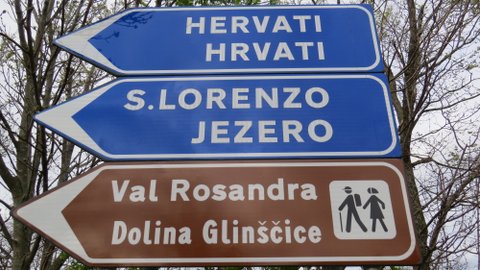 HERVATI
HRVATI
S.LORENZO
JEZERO
Val Rosandra
Dolina Glinščice